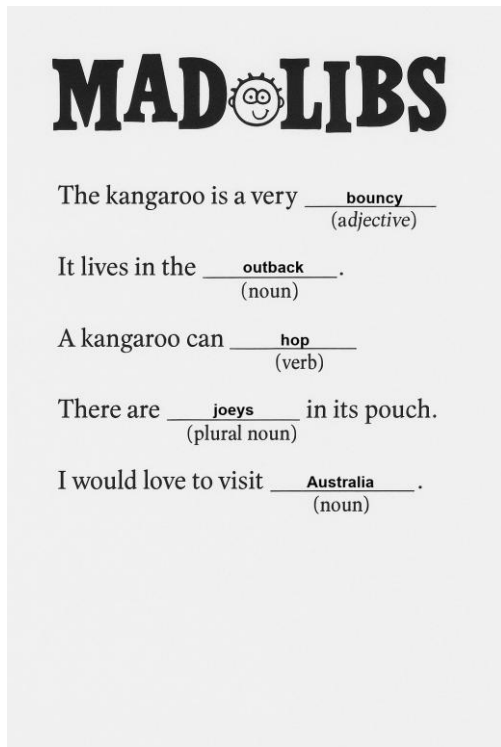 MAD LIBS
The kangaroo is a very bouncy
(adjective)
It lives in the outback.
(noun)
A kangaroo can hop
(verb)
There are joeys in its pouch.
(plural noun)
I would love to visit Australia.
(noun)